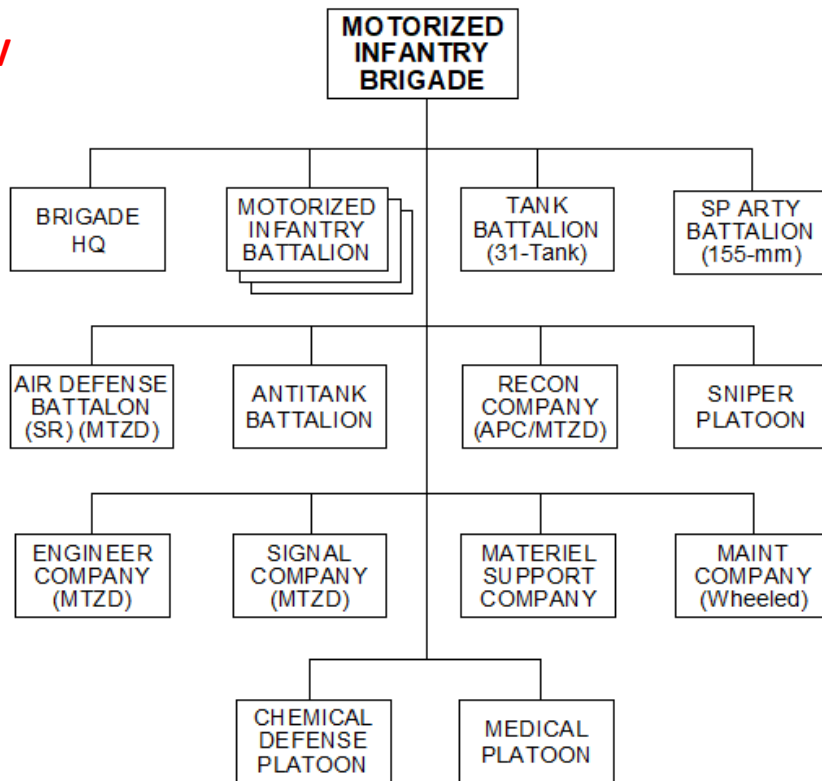 MOTORIZED
INFANTRY
BRIGADE
BRIGADE
HQ
MOTORIZED
INFANTRY
BATTALION
TANK
BATTALION
(31-Tank)
SP ARTY
BATTALION
(155-mm)
AIR DEFENSE
BATTALON
(SR) (MTZD)
ANTITANK
BATTALION
RECON
COMPANY
(APC/MTZD)
SNIPER
PLATOON
ENGINEER
COMPANY
(MTZD)
SIGNAL
COMPANY
(MTZD)
MATERIEL
SUPPORT
COMPANY
MAINT
COMPANY
(Wheeled)
CHEMICAL
DEFENSE
PLATOON
MEDICAL
PLATOON